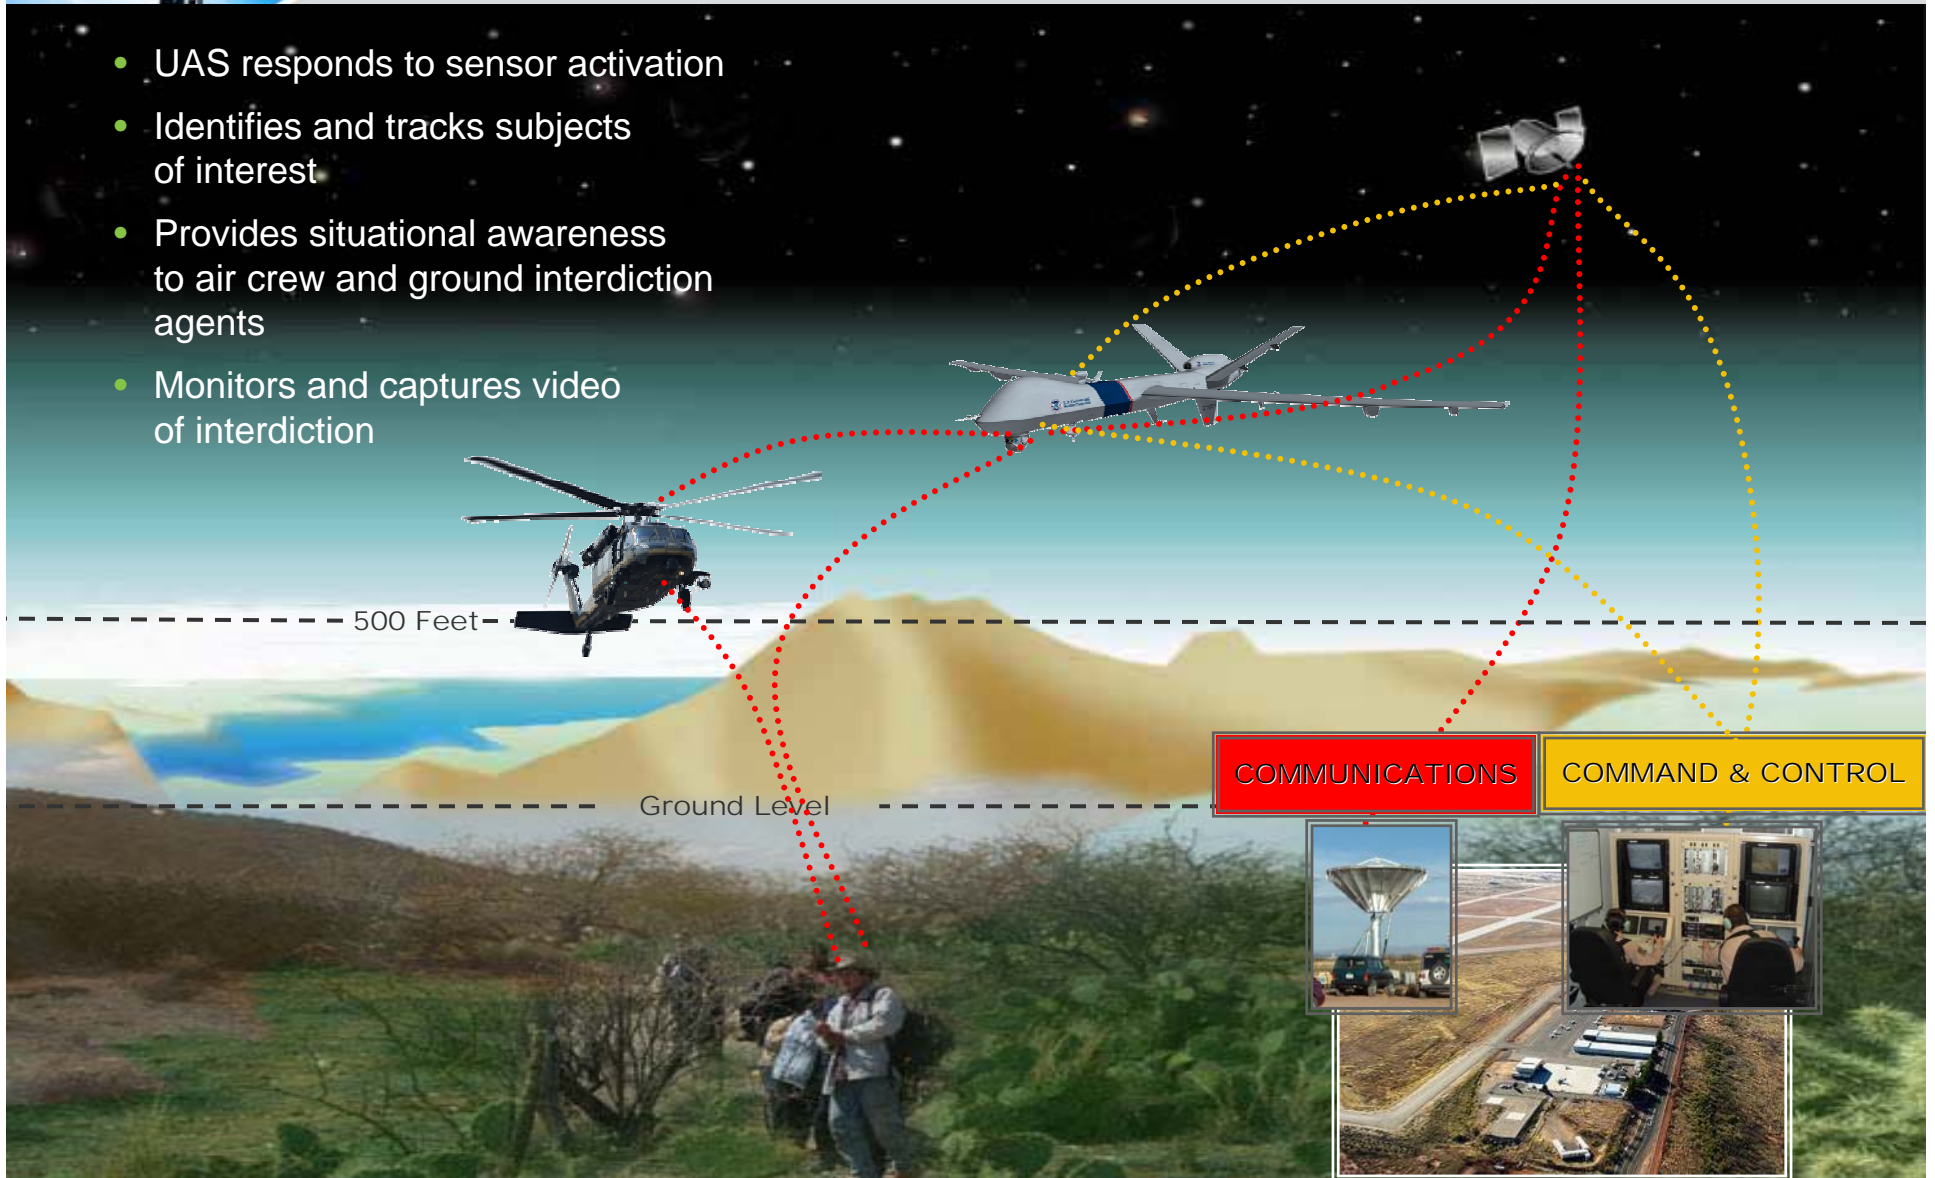 UAS responds to sensor activation
Identifies and tracks subjects
of interest
Provides situational awareness
to air crew and ground interdiction
agents
Monitors and captures video
of interdiction
500 Feet
COMMUNICATIONS
COMMAND & CONTROL
Ground Level